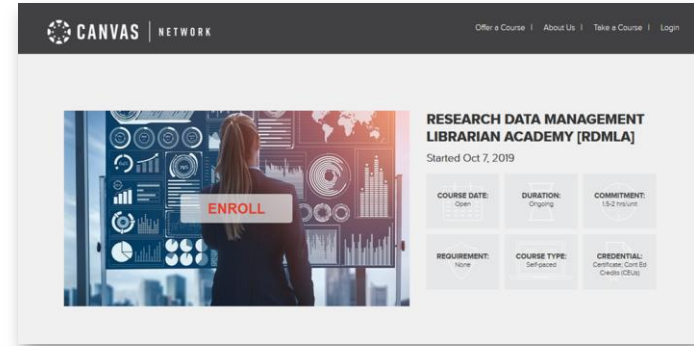 CANVAS | NETWORK
Offer a Course | About Us | Take a Course | Login
ENROLL
RESEARCH DATA MANAGEMENT
LIBRARIAN ACADEMY [RDMLA]
Started Oct 7, 2019
COURSE DATE:
Open
DURATION:
Ongoing
COMMITMENT:
1.5-2 hrs/unit
REQUIREMENT:
None
COURSE TYPE:
Self-paced
CREDENTIAL:
Certificate, Cont Ed
Credits (CEUs)